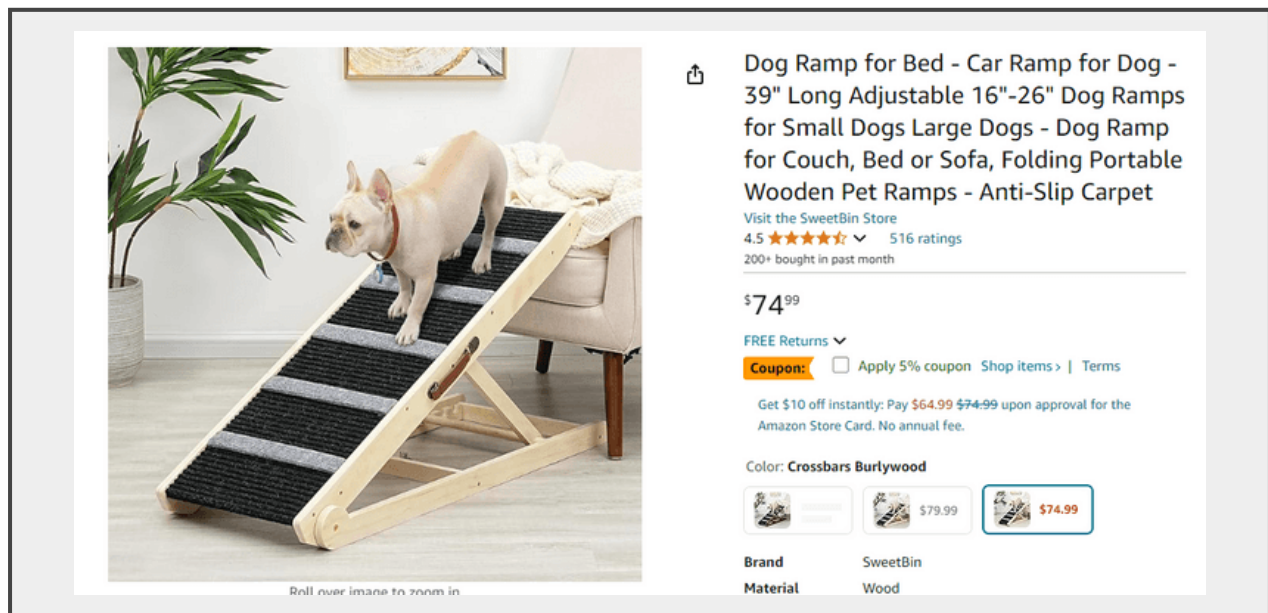 Dog Ramp for Bed - Car Ramp for Dog -
39" Long Adjustable 16"-26" Dog Ramps
for Small Dogs Large Dogs - Dog Ramp
for Couch, Bed or Sofa, Folding Portable
Wooden Pet Ramps - Anti-Slip Carpet
Visit the SweetBin Store
4.5 516 ratings
200+ bought in past month
$7499
FREE Returns
Coupon: Apply 5% coupon Shop items › | Terms
Get $10 off instantly: Pay $64.99 $74.99 upon approval for the
Amazon Store Card. No annual fee.
Color: Crossbars Burlywood
$79.99 $74.99
Brand SweetBin
Material Wood
Roll over image to zoom in